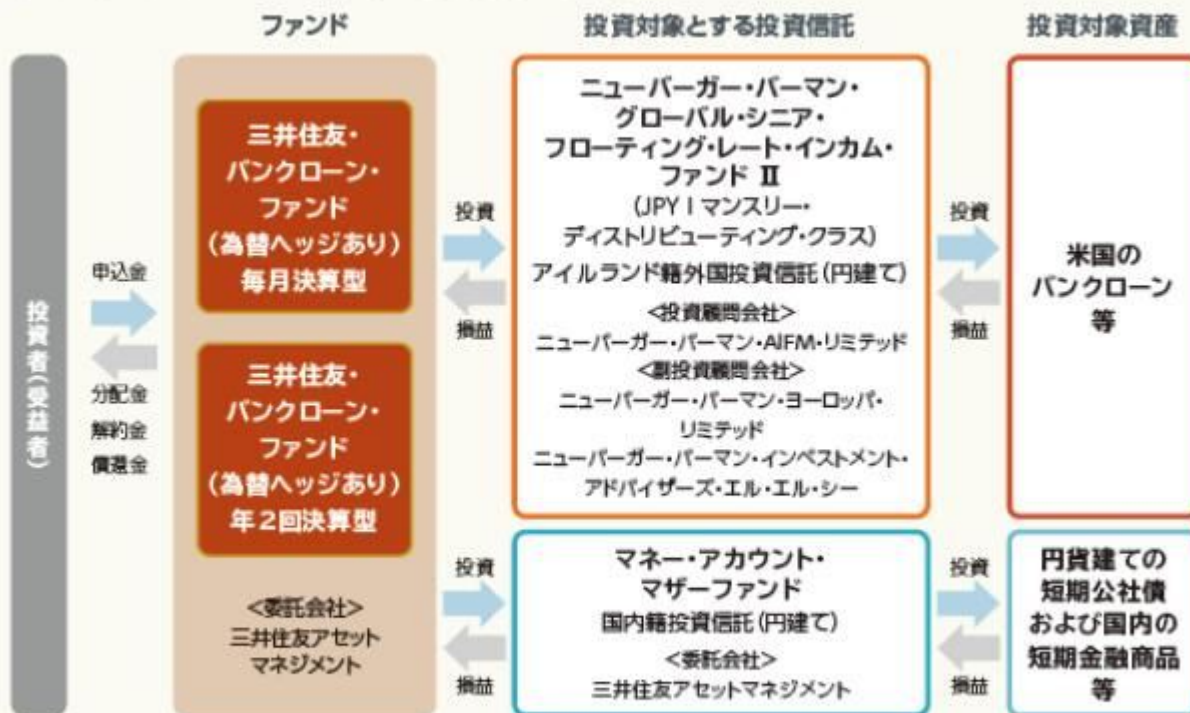 ファンド
投資対象とする投資信託
投資対象資産
投資者(受益者)
申込金
分配金
解約金
償還金
三井住友・
バンクローン・
ファンド
(為替ヘッジあり)
毎月決算型
三井住友・
バンクローン・
ファンド
(為替ヘッジあり)
年2回決算型
<委託会社>
三井住友アセット
マネジメント
投資
損益
ニューバーガー・バーマン・
グローバル・シニア・
フローティング・レート・インカム・
ファンド Ⅱ
(JPY I マンスリー・
ディストリビューティング・クラス)
アイルランド籍外国投資信託(円建て)
<投資顧問会社>
ニューバーガー・バーマン・AIFM・リミテッド
<副投資顧問会社>
ニューバーガー・バーマン・ヨーロッパ・
リミテッド
ニューバーガー・バーマン・インベストメント・
アドバイザーズ・エル・エル・シー
投資
損益
米国の
バンクローン
等
投資
損益
マネー・アカウント・
マザーファンド
国内籍投資信託(円建て)
<委託会社>
三井住友アセットマネジメント
投資
損益
円貨建ての
短期公社債
および国内の
短期金融商品
等